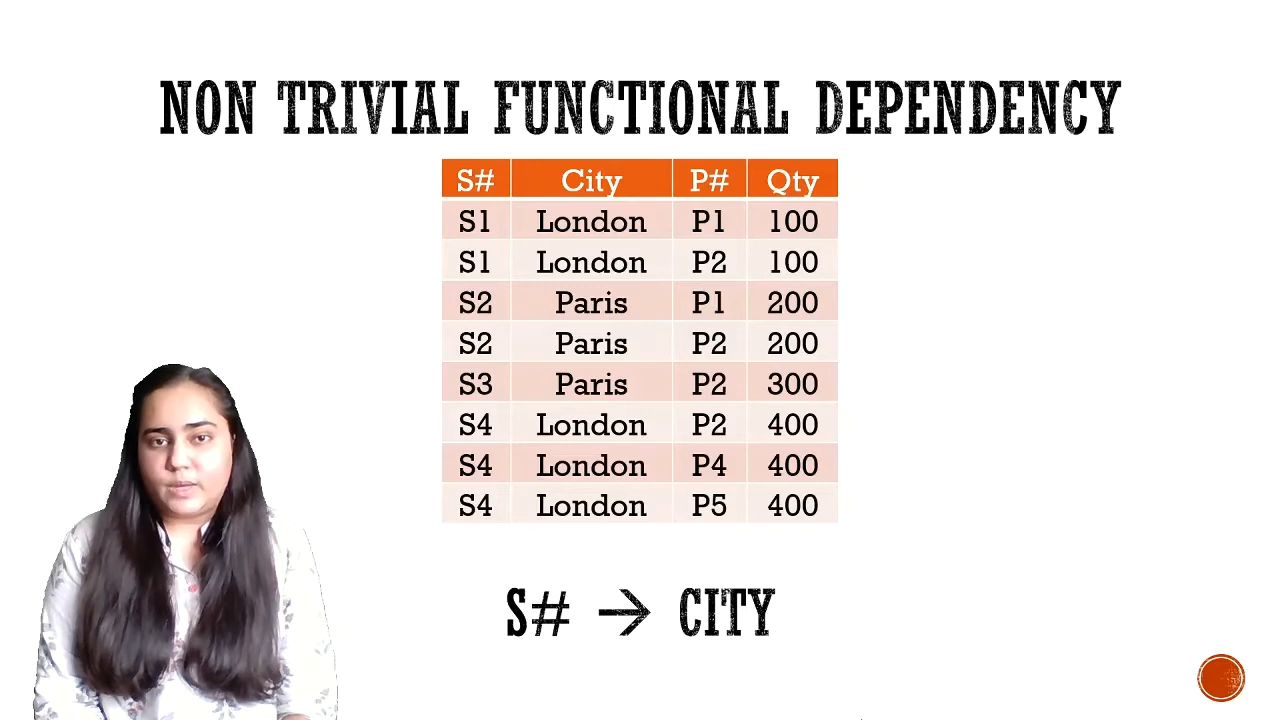 NON TRIVIAL FUNCTIONAL DEPENDENCY
S# City P# Qty
S1 London P1 100
S1 London P2 100
S2 Paris P1 200
S2 Paris P2 200
S3 Paris P2 300
S4 London P2 400
S4 London P4 400
S4 London P5 400
S# → CITY